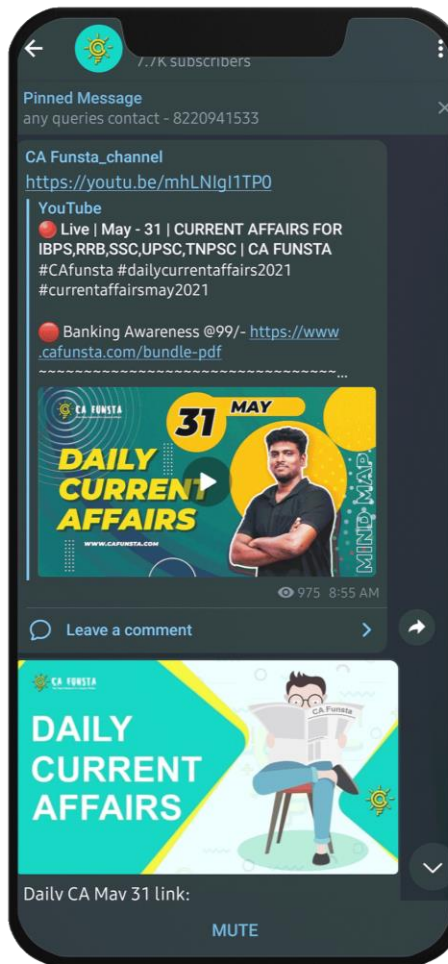 7.7K subscribers
Pinned Message
any queries contact - 8220941533
CA Funsta_channel
https://youtu.be/mhLNIgI1TP0
YouTube
🔴 Live | May - 31 | CURRENT AFFAIRS FOR
IBPS,RRB,SSC,UPSC,TNPSC | CA FUNSTA
#CAfunsta #dailycurrentaffairs2021
#currentaffairsmay2021
🔴 Banking Awareness @99/- https://www
.cafunsta.com/bundle-pdf
~~~~~~~~~~~~~~~~~~~~~~~~~~~~~~~~~...
CA FUNSTA
31 MAY
DAILY
CURRENT
AFFAIRS
WWW.CAFUNSTA.COM
MIND MAP
975 8:55 AM
Leave a comment
CA FUNSTA
CA Funsta
DAILY
CURRENT
AFFAIRS
Daily CA May 31 link:
MUTE